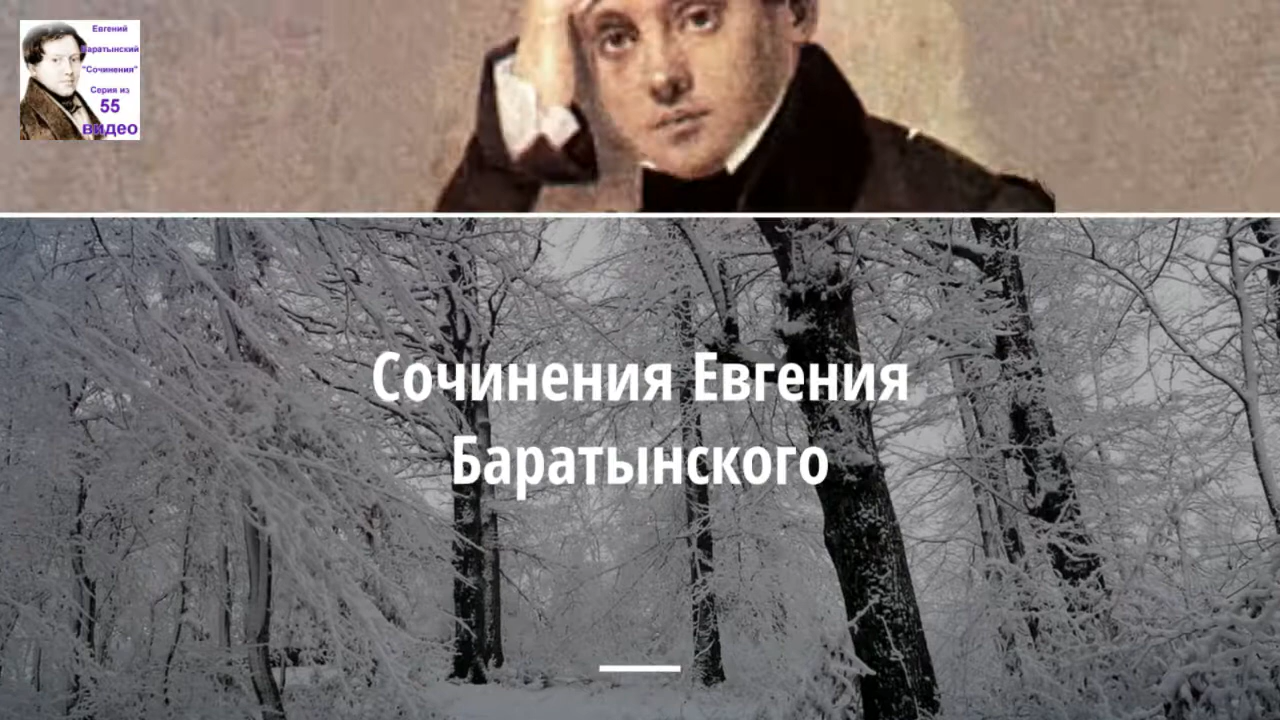 Евгений
Баратынский
"Сочинения"
Серия из
55
видео
Сочинения Евгения
Баратынского